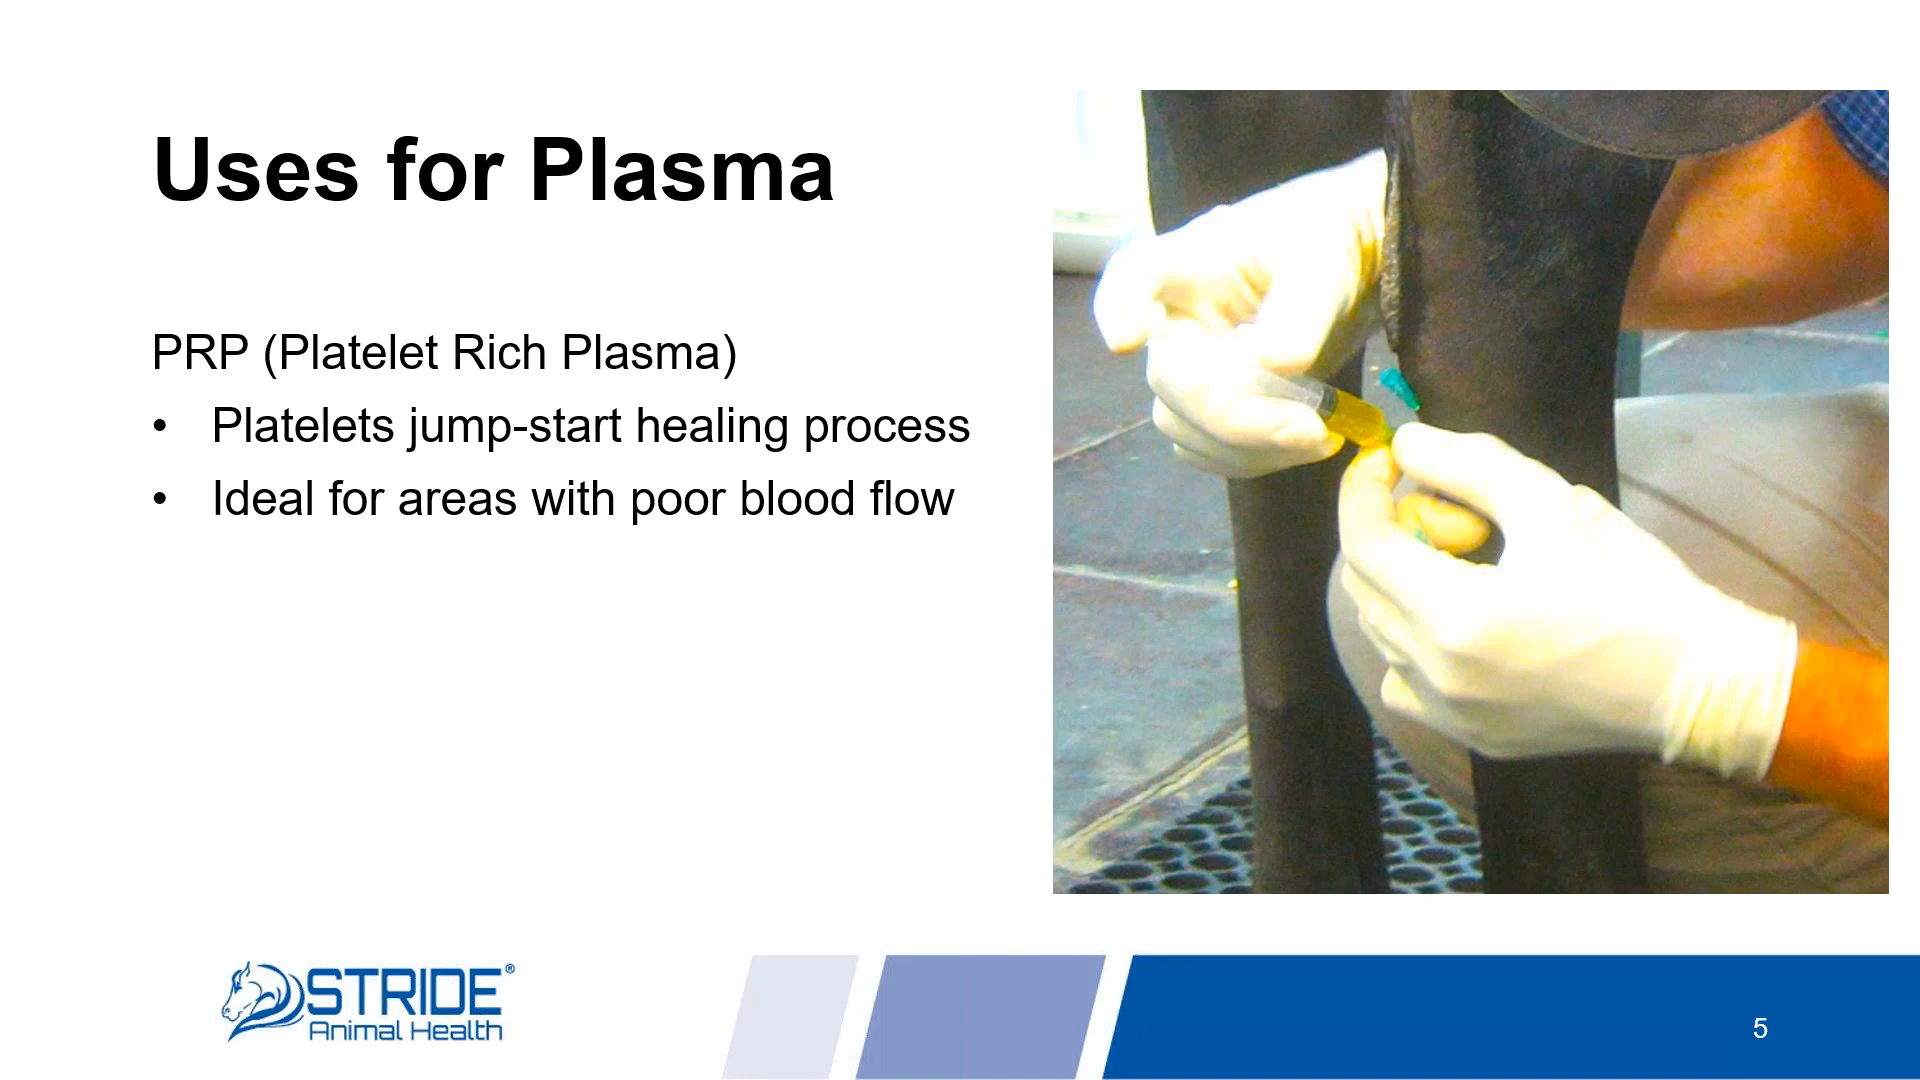 Uses for Plasma
PRP (Platelet Rich Plasma)
• Platelets jump-start healing process
• Ideal for areas with poor blood flow
STRIDE®
Animal Health
5